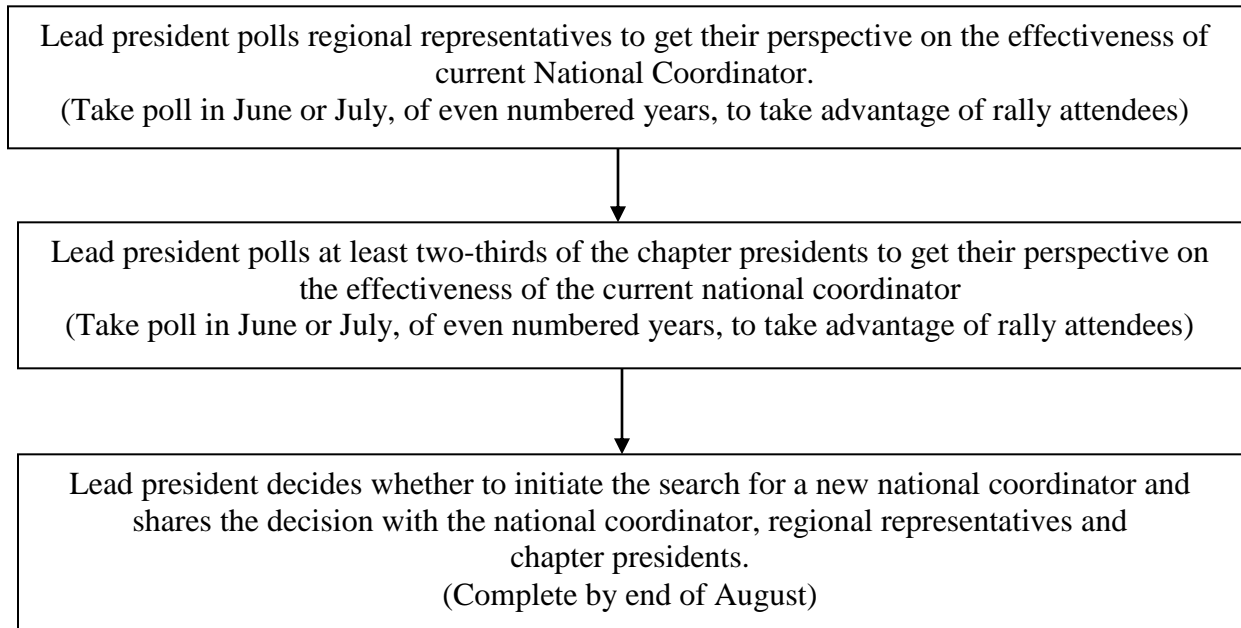 Lead president polls regional representatives to get their perspective on the effectiveness of
current National Coordinator.
(Take poll in June or July, of even numbered years, to take advantage of rally attendees)
Lead president polls at least two-thirds of the chapter presidents to get their perspective on
the effectiveness of the current national coordinator
(Take poll in June or July, of even numbered years, to take advantage of rally attendees)
Lead president decides whether to initiate the search for a new national coordinator and
shares the decision with the national coordinator, regional representatives and
chapter presidents.
(Complete by end of August)